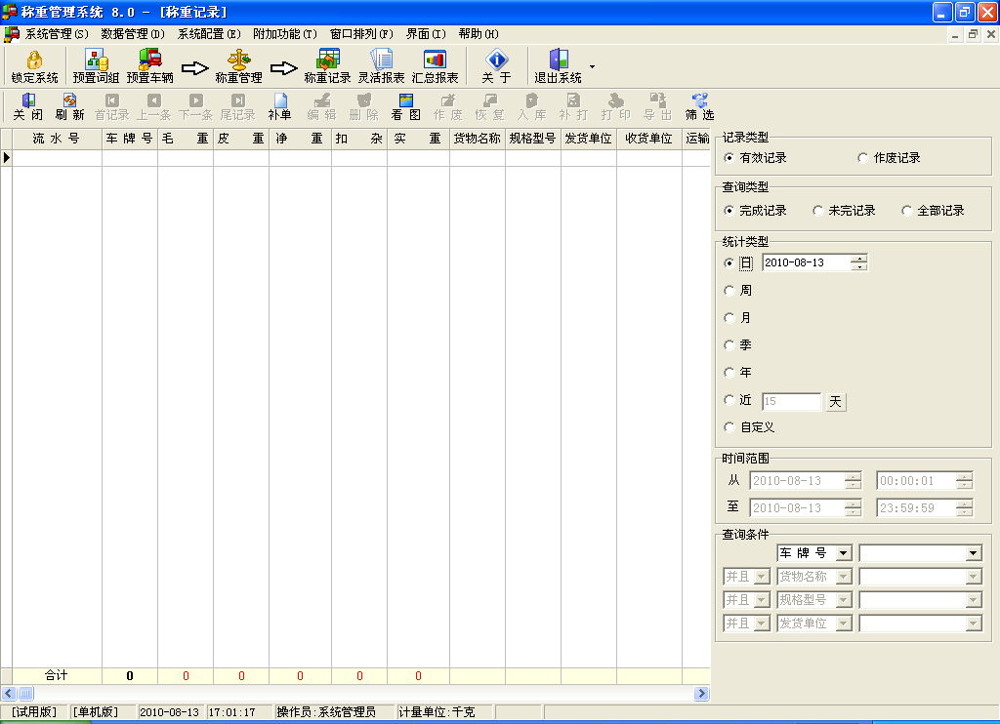 称重管理系统 8.0 - [称重记录]
系统管理(S) 数据管理(D) 系统配置(E) 附加功能(T) 窗口排列(F) 界面(I) 帮助(H)
锁定系统 预置词组 预置车辆 称重管理 称重记录 灵活报表 汇总报表 关 于 退出系统
关 闭 刷 新 首记录 上一条 下一条 尾记录 补单 编 辑 删 除 看 图 作 废 恢 复 入 库 补 打 打 印 导 出 筛 选
流 水 号 车 牌 号 毛 重 皮 重 净 重 扣 杂 实 重 货物名称 规格型号 发货单位 收货单位 运输
记录类型
有效记录 作废记录
查询类型
完成记录 未完记录 全部记录
统计类型
日 2010-08-13
周
月
季
年
近 15 天
自定义
时间范围
从 2010-08-13 00:00:01
至 2010-08-13 23:59:59
查询条件
车 牌 号
并且 货物名称
并且 规格型号
并且 发货单位
合计 0 0 0 0 0 0
[试用版] [单机版] 2010-08-13 17:01:17 操作员:系统管理员 计量单位:千克